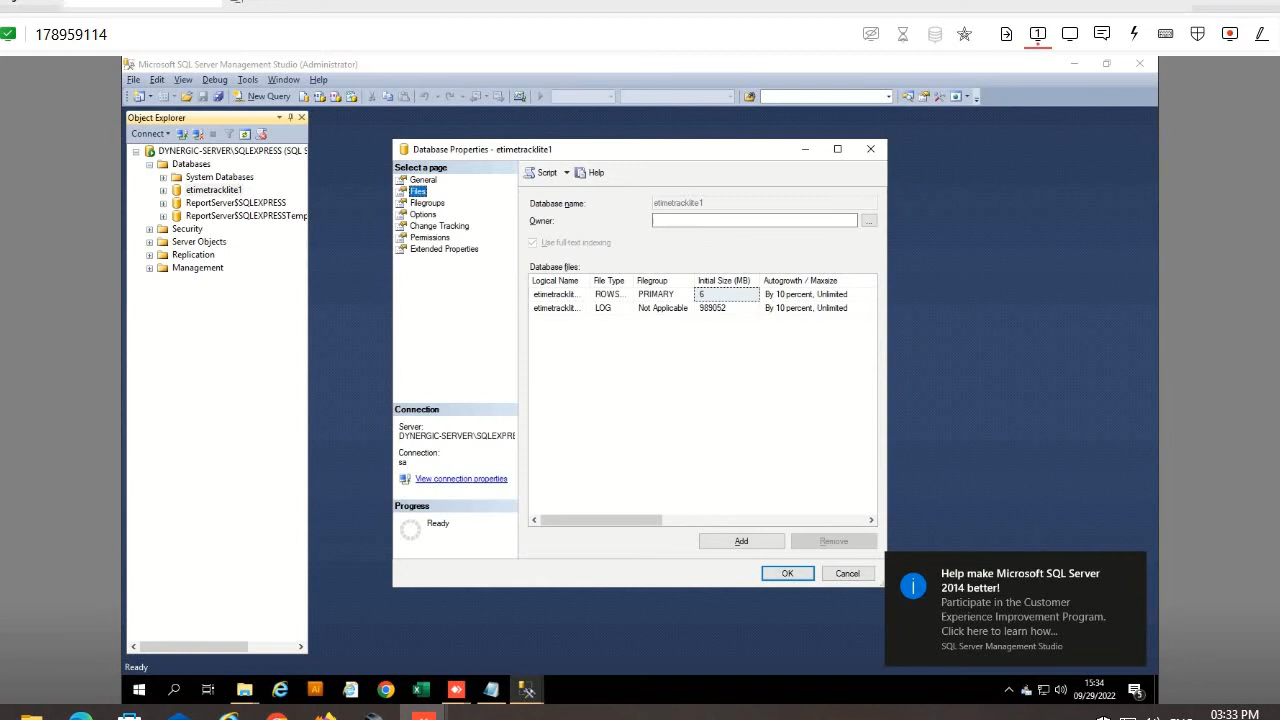 178959114
1
Microsoft SQL Server Management Studio (Administrator)
File Edit View Debug Tools Window Help
New Query
Object Explorer
Connect
DYNERGIC-SERVER\SQLEXPRESS (SQL S
Databases
System Databases
etimetracklite1
ReportServer$SQLEXPRESS
ReportServer$SQLEXPRESSTemp
Security
Server Objects
Replication
Management
Database Properties - etimetracklite1
Select a page
General
Files
Filegroups
Options
Change Tracking
Permissions
Extended Properties
Script Help
Database name: etimetracklite1
Owner: ...
Use full-text indexing
Database files:
Logical Name File Type Filegroup Initial Size (MB) Autogrowth / Maxsize
etimetracklit... ROWS... PRIMARY 6 By 10 percent, Unlimited
etimetracklit... LOG Not Applicable 989052 By 10 percent, Unlimited
Connection
Server:
DYNERGIC-SERVER\SQLEXPRE
Connection:
sa
View connection properties
Progress
Ready
Add Remove
OK Cancel
Help make Microsoft SQL Server
2014 better!
Participate in the Customer
Experience Improvement Program.
Click here to learn how...
SQL Server Management Studio
Ready
15:34
09/29/2022
03:33 PM